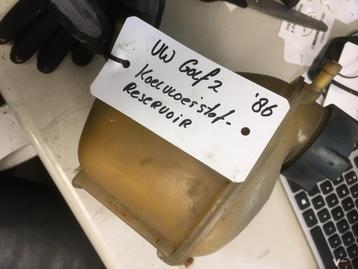 VW Golf 2 '86
Koelvloeistof-
Reservoir